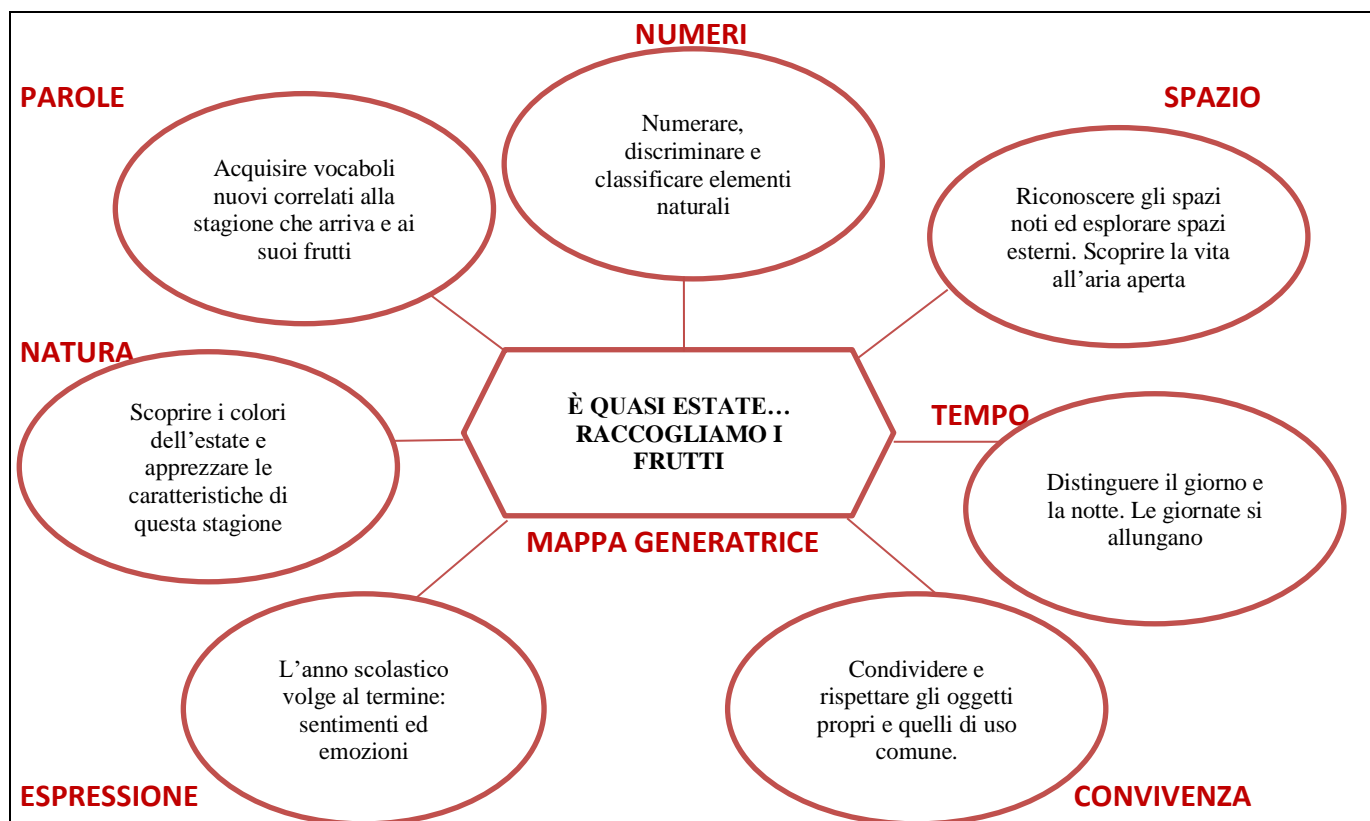 NUMERI
PAROLE
SPAZIO
Numerare,
discriminare e
classificare elementi
naturali
Acquisire vocaboli
nuovi correlati alla
stagione che arriva e ai
suoi frutti
Riconoscere gli spazi
noti ed esplorare spazi
esterni. Scoprire la vita
all’aria aperta
NATURA
Scoprire i colori
dell’estate e
apprezzare le
caratteristiche di
questa stagione
È QUASI ESTATE…
RACCOGLIAMO I
FRUTTI
TEMPO
Distinguere il giorno e
la notte. Le giornate si
allungano
MAPPA GENERATRICE
L’anno scolastico
volge al termine:
sentimenti ed
emozioni
Condividere e
rispettare gli oggetti
propri e quelli di uso
comune.
ESPRESSIONE
CONVIVENZA